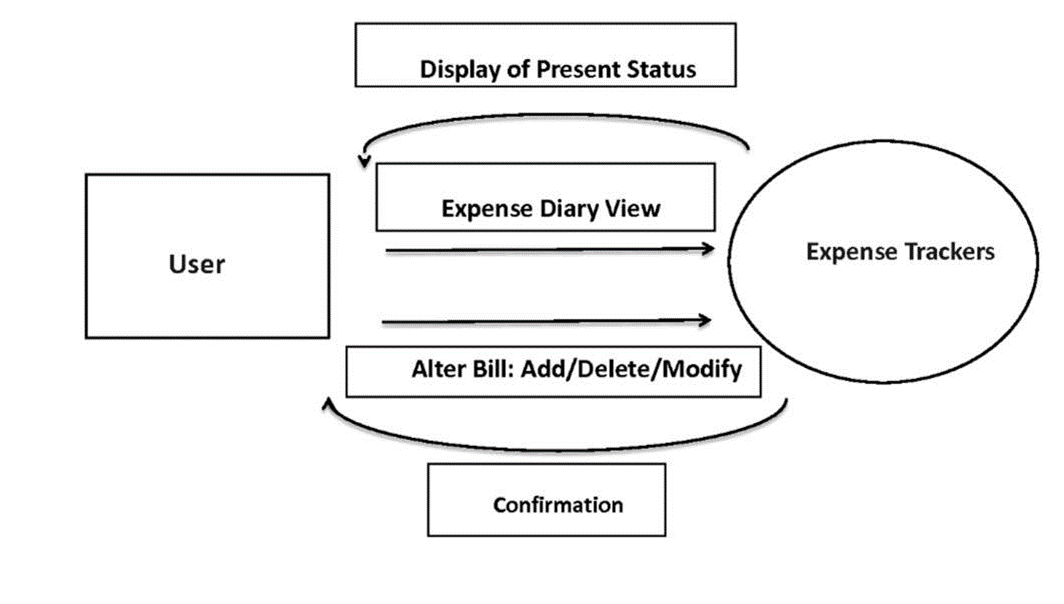 Display of Present Status
Expense Diary View
User
Expense Trackers
Alter Bill: Add/Delete/Modify
Confirmation